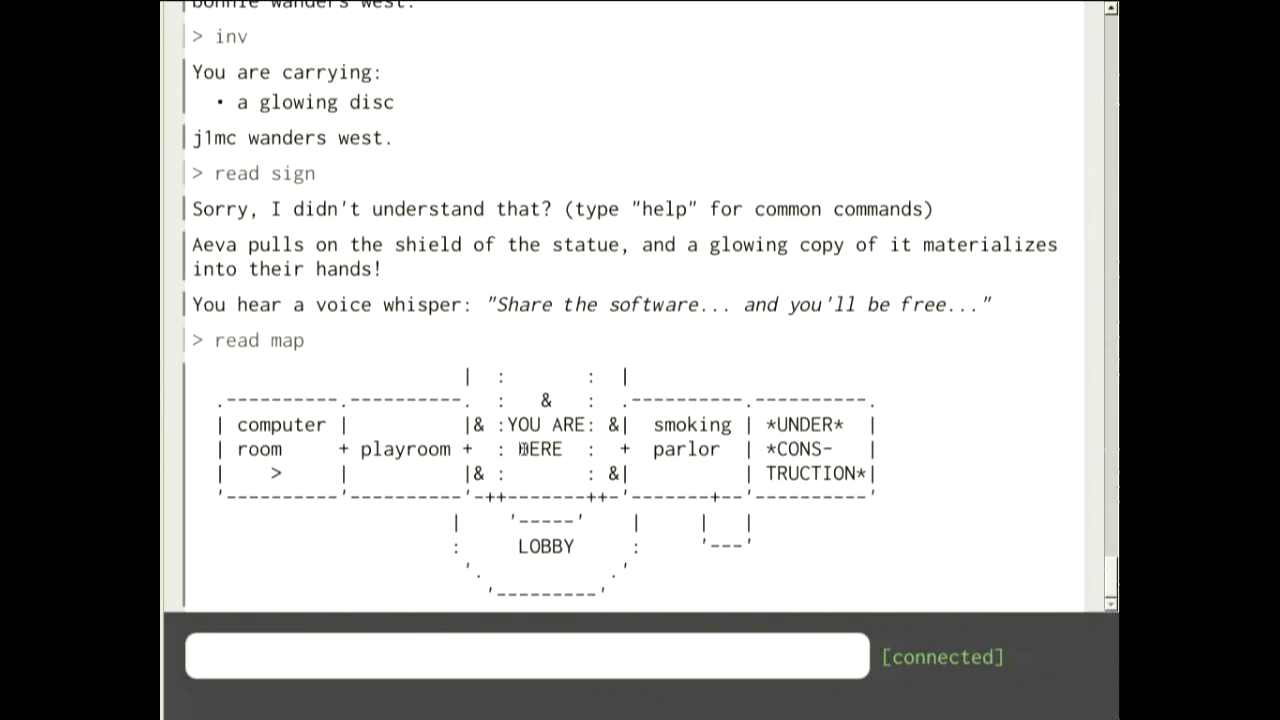 bonnie wanders west.
> inv
You are carrying:
• a glowing disc
j1mc wanders west.
> read sign
Sorry, I didn't understand that? (type "help" for common commands)
Aeva pulls on the shield of the statue, and a glowing copy of it materializes
into their hands!
You hear a voice whisper: "Share the software... and you'll be free..."
> read map
                         |   :         :   |
.----------.----------.   :    &    :   .----------.----------.
| computer |          |& :YOU ARE: &|  smoking | *UNDER*  |
| room     + playroom +  : HERE   :  +  parlor  | *CONS-   |
|    >     |          |& :         : &|          | TRUCTION*|
'----------'----------'-++-------++-'-------+--'----------'
                     |    '-----'    |     |   |
                     :     LOBBY     :     '---'
                      '.           .'
                        '---------'
[connected]